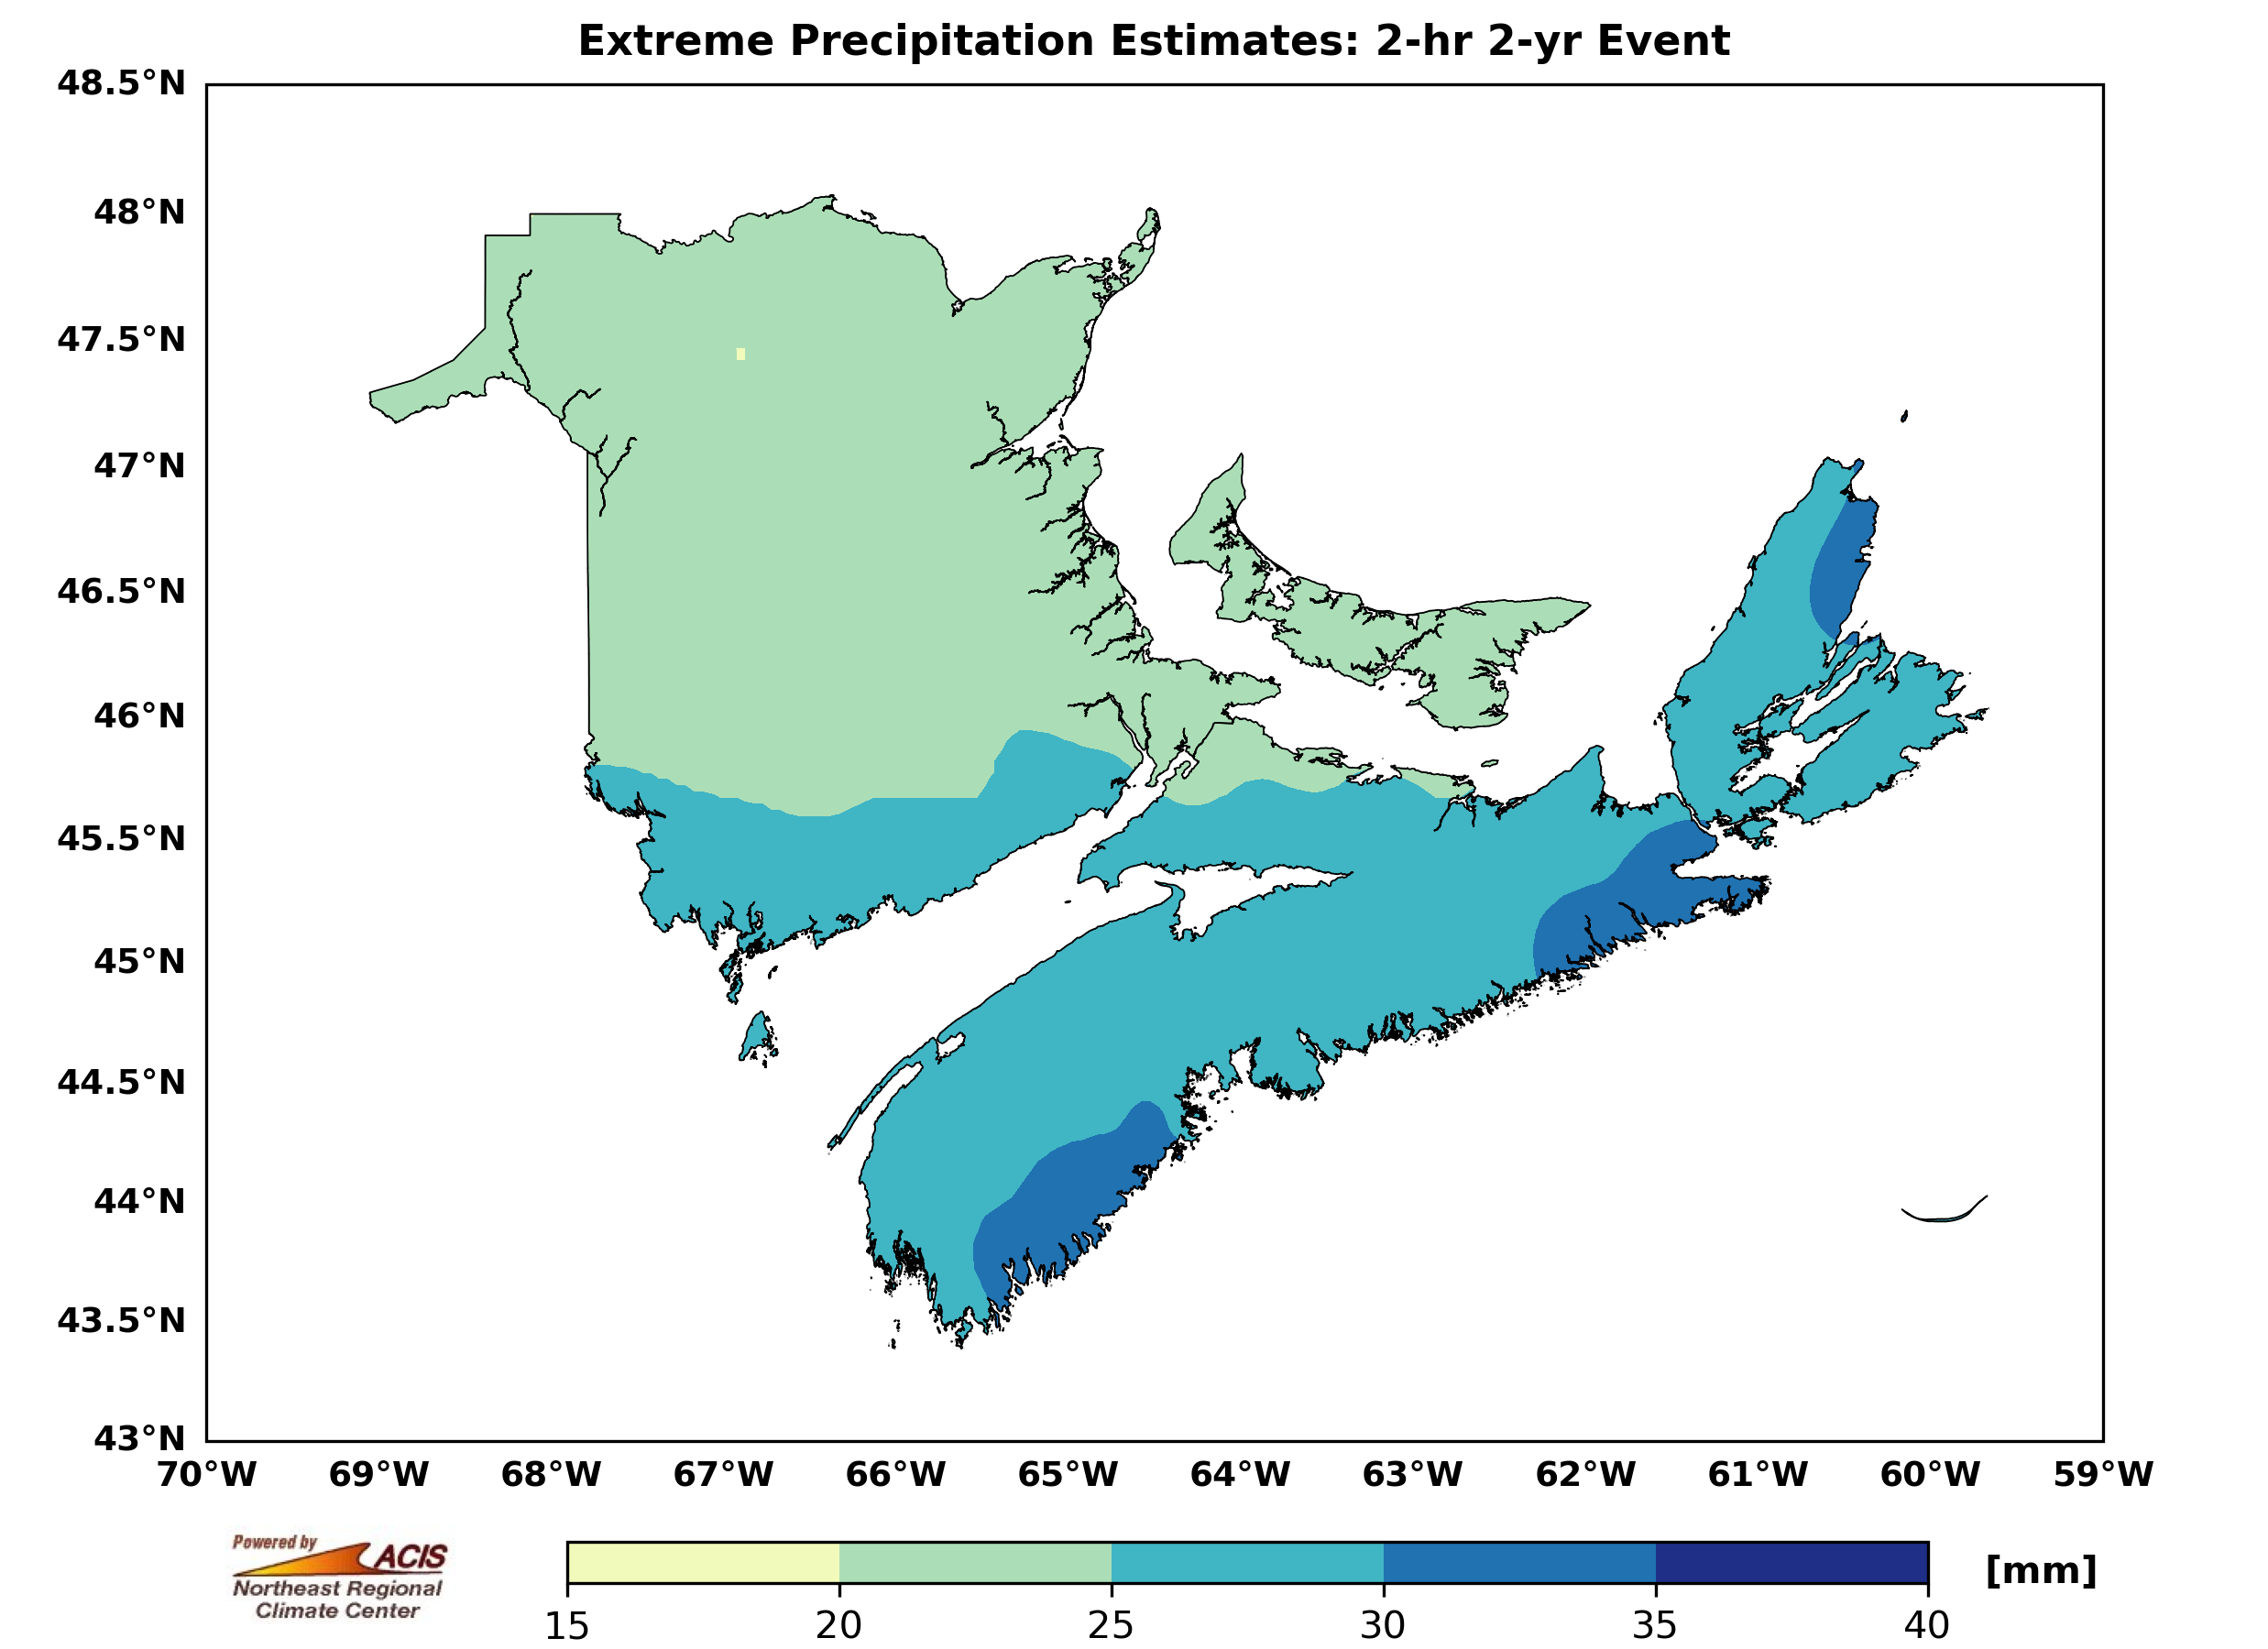 Extreme Precipitation Estimates: 2-hr 2-yr Event
48.5°N
48°N
47.5°N
47°N
46.5°N
46°N
45.5°N
45°N
44.5°N
44°N
43.5°N
43°N
70°W 69°W 68°W 67°W 66°W 65°W 64°W 63°W 62°W 61°W 60°W 59°W
Powered by
ACIS
Northeast Regional
Climate Center
[mm]
15 20 25 30 35 40